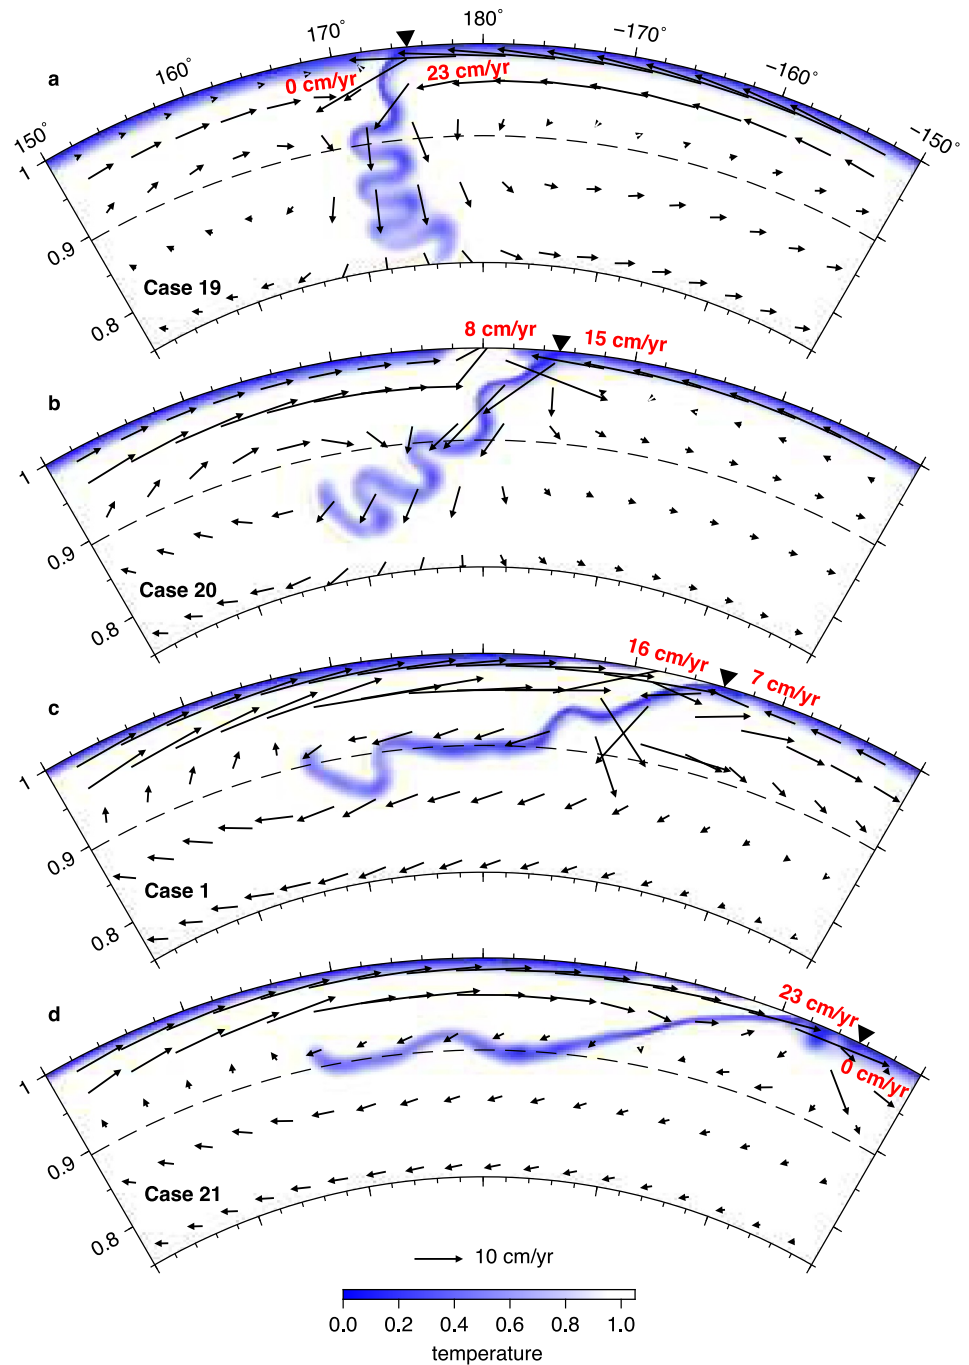 180°
170°
−170°
160°
−160°
150°
−150°
a
0 cm/yr
23 cm/yr
1
0.9
0.8
Case 19
8 cm/yr
15 cm/yr
b
1
0.9
0.8
Case 20
16 cm/yr
7 cm/yr
c
1
0.9
0.8
Case 1
23 cm/yr
0 cm/yr
d
1
0.9
0.8
Case 21
10 cm/yr
0.0 0.2 0.4 0.6 0.8 1.0
temperature